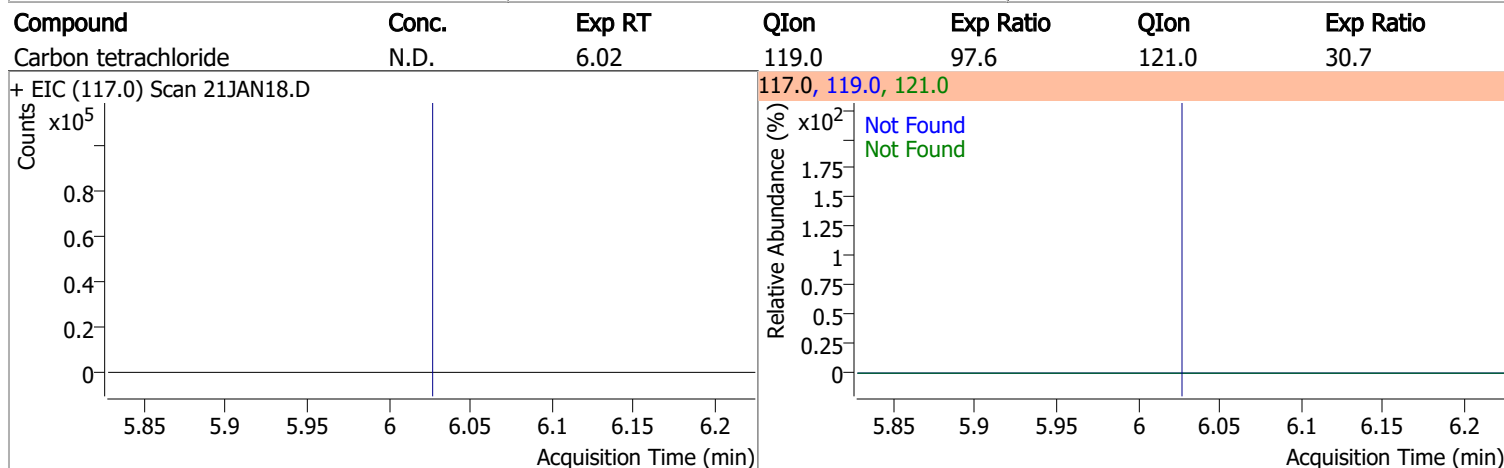 Compound Conc. Exp RT QIon Exp Ratio QIon Exp Ratio
Carbon tetrachloride N.D. 6.02 119.0 97.6 121.0 30.7
+ EIC (117.0) Scan 21JAN18.D
Counts
x10^5
0.8
0.6
0.4
0.2
0
5.85 5.9 5.95 6 6.05 6.1 6.15 6.2
Acquisition Time (min)
117.0, 119.0, 121.0
Relative Abundance (%)
x10^2
Not Found
Not Found
1.75
1.5
1.25
1
0.75
0.5
0.25
0
5.85 5.9 5.95 6 6.05 6.1 6.15 6.2
Acquisition Time (min)